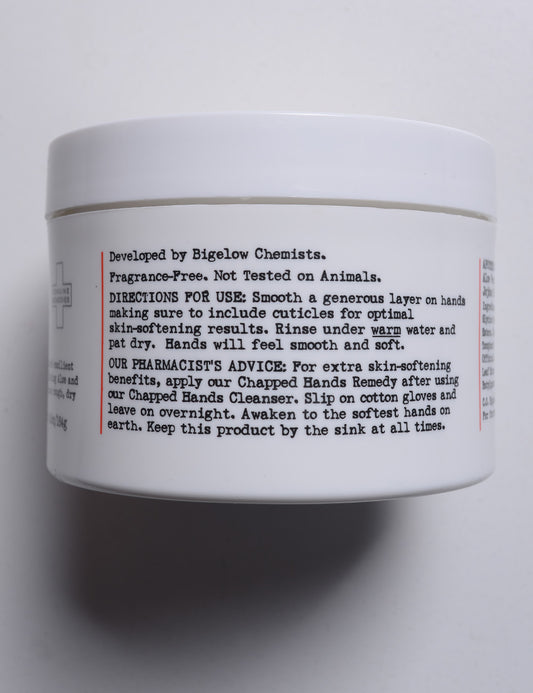 Developed by Bigelow Chemists.
Fragrance-Free. Not Tested on Animals.
DIRECTIONS FOR USE: Smooth a generous layer on hands
making sure to include cuticles for optimal
skin-softening results. Rinse under warm water and
pat dry. Hands will feel smooth and soft.
OUR PHARMACIST'S ADVICE: For extra skin-softening
benefits, apply our Chapped Hands Remedy after using
our Chapped Hands Cleanser. Slip on cotton gloves and
leave on overnight. Awaken to the softest hands on
earth. Keep this product by the sink at all times.